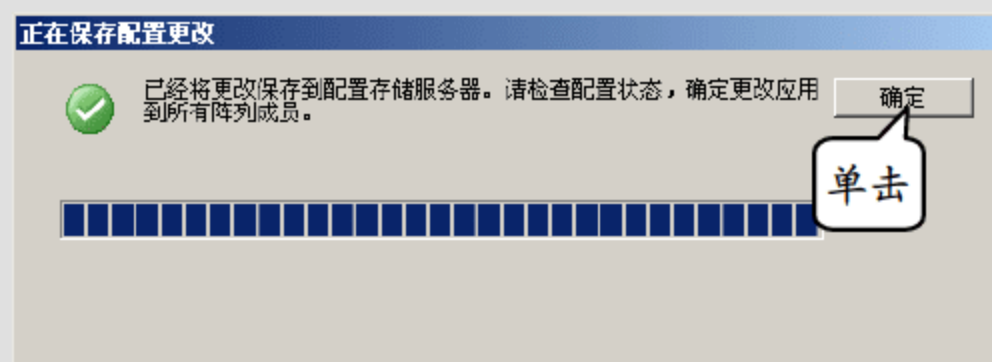 正在保存配置更改
已经将更改保存到配置存储服务器。请检查配置状态，确定更改应用
到所有阵列成员。
确定
单击